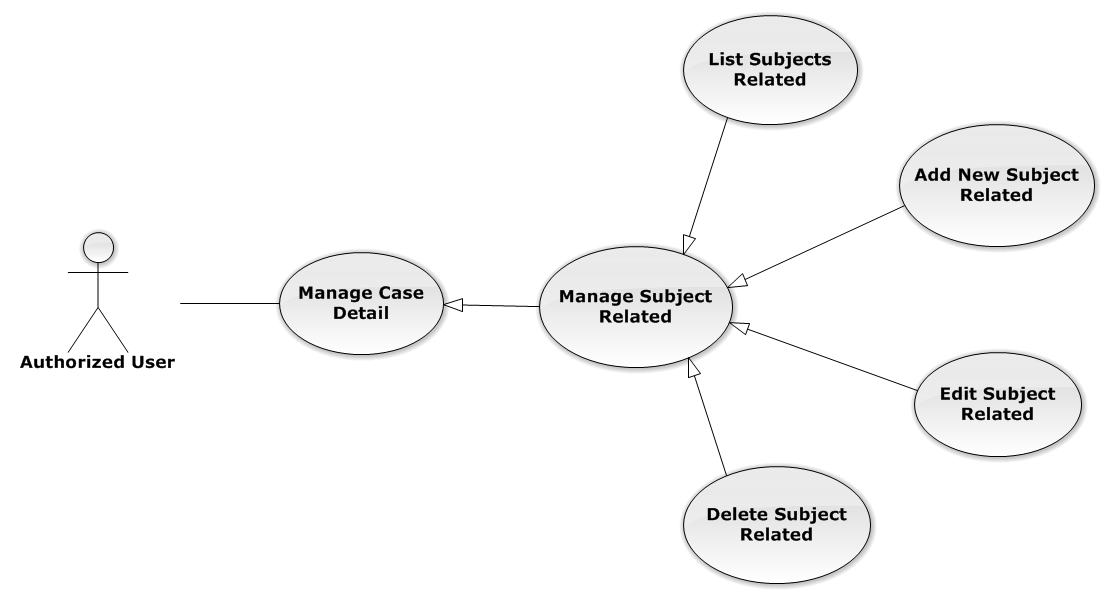 List Subjects
Related
Add New Subject
Related
Manage Case
Detail
Manage Subject
Related
Authorized User
Edit Subject
Related
Delete Subject
Related